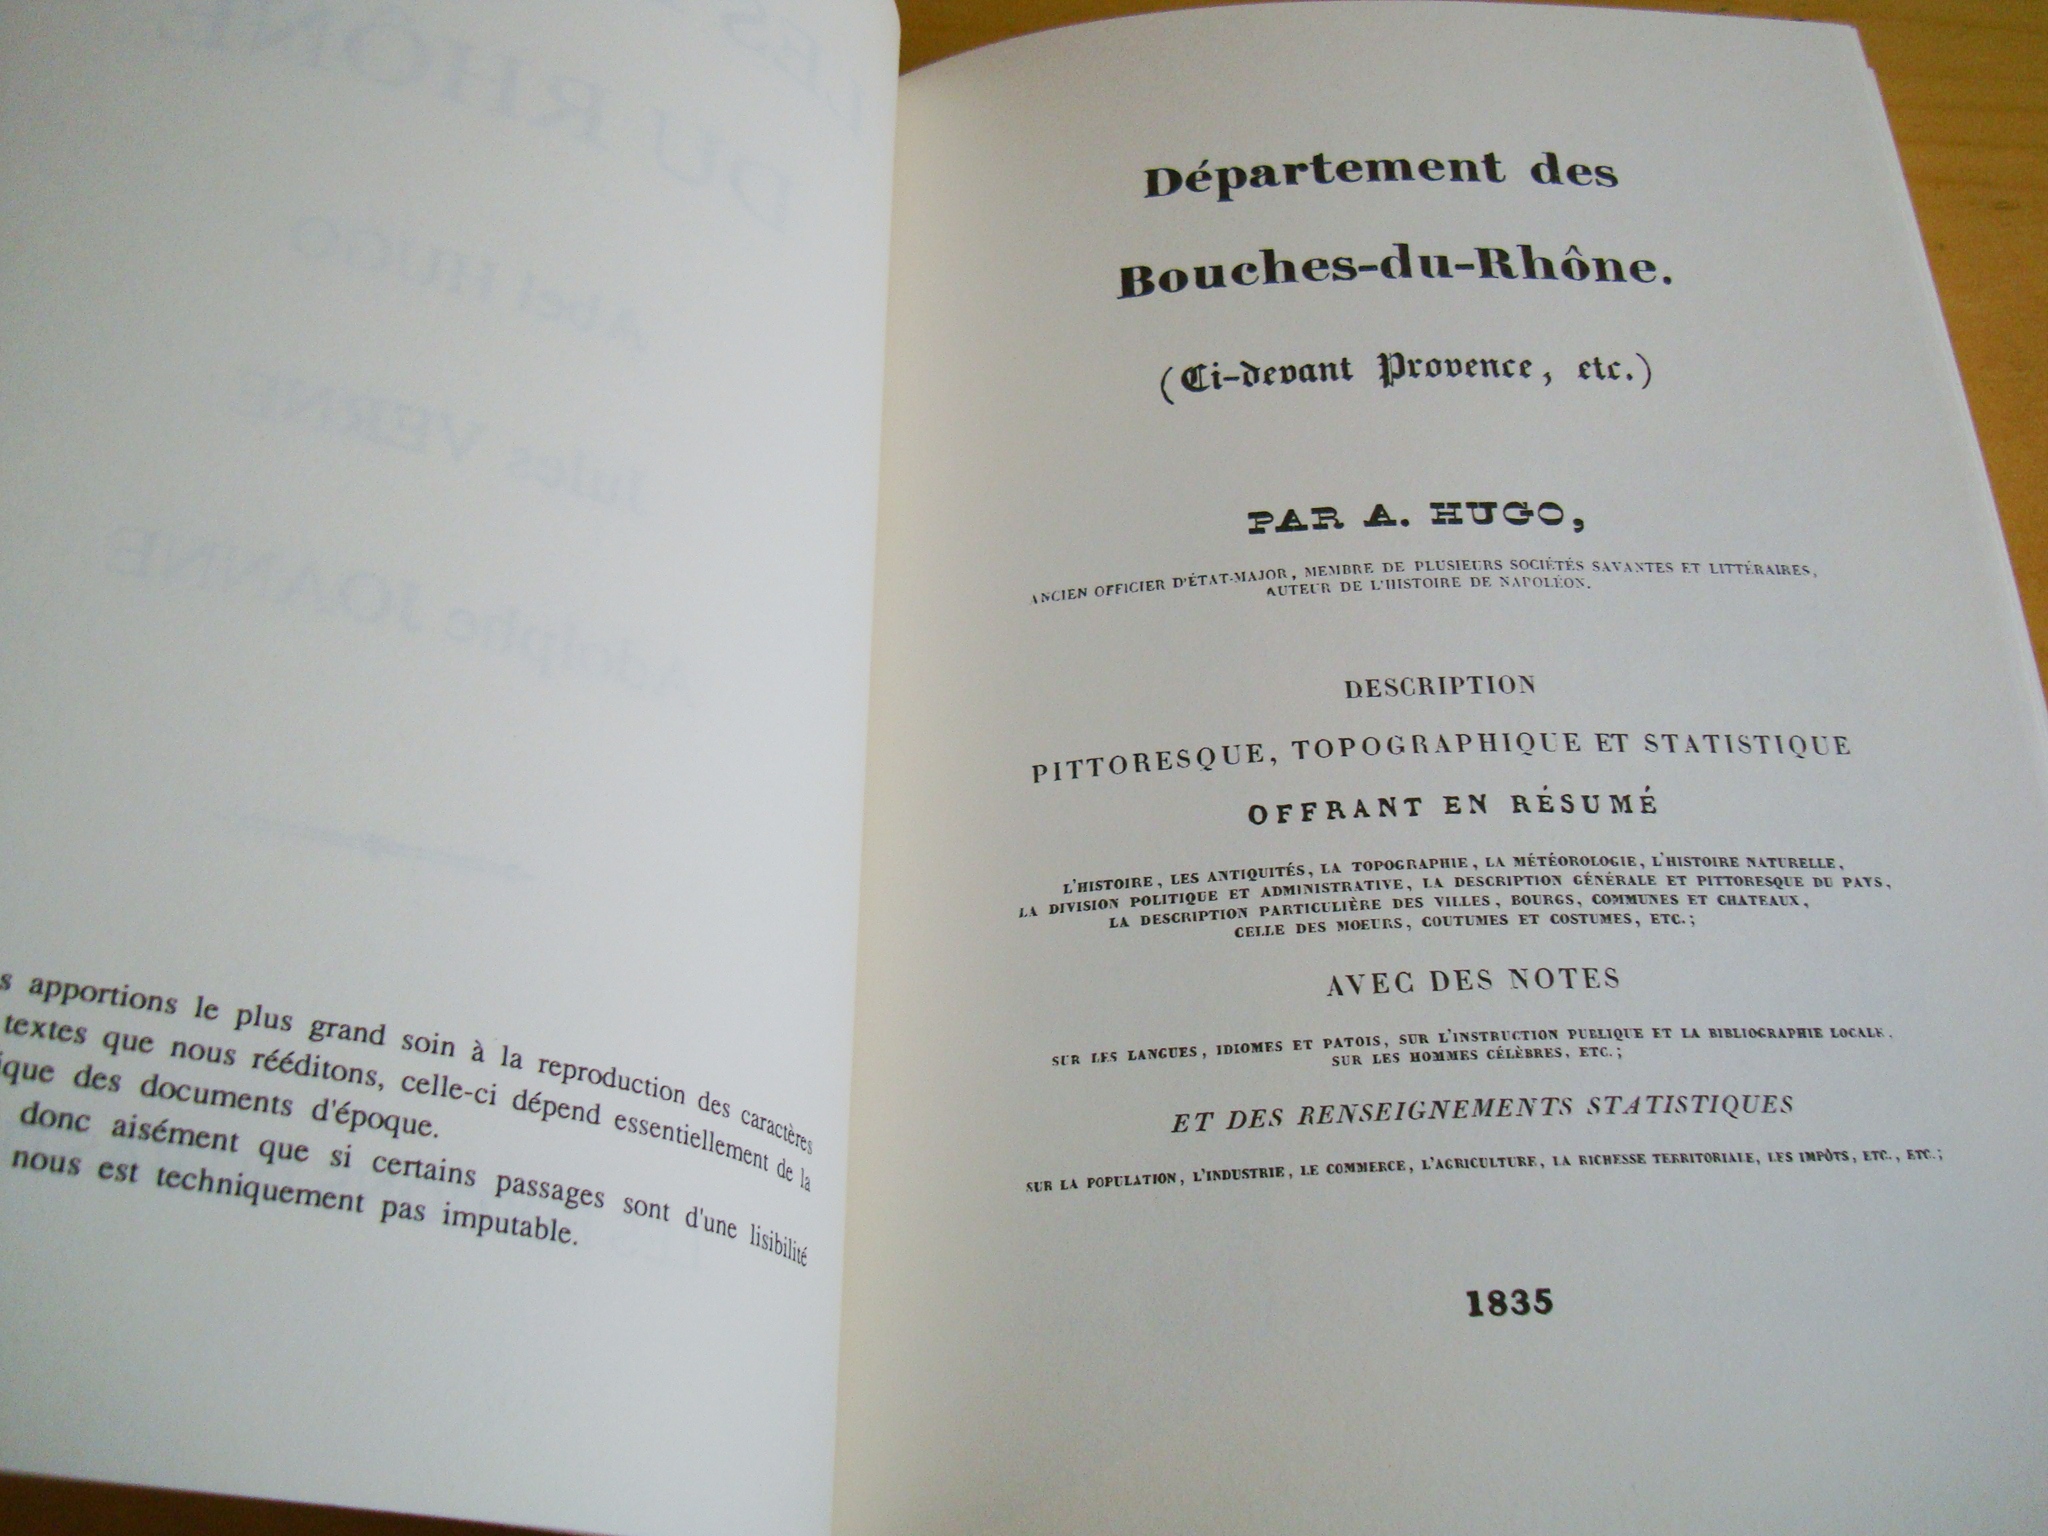 apportions le plus grand soin à la reproduction des caractères
textes que nous rééditons, celle-ci dépend essentiellement de la
des documents d'époque.
donc aisément que si certains passages sont d'une lisibilité
nous est techniquement pas imputable.
Département des
Bouches-du-Rhône.
(Ci-devant Provence, etc.)
PAR A. HUGO,
ANCIEN OFFICIER D'ÉTAT-MAJOR, MEMBRE DE PLUSIEURS SOCIÉTÉS SAVANTES ET LITTÉRAIRES,
AUTEUR DE L'HISTOIRE DE NAPOLÉON.
DESCRIPTION
PITTORESQUE, TOPOGRAPHIQUE ET STATISTIQUE
OFFRANT EN RÉSUMÉ
L'HISTOIRE, LES ANTIQUITÉS, LA TOPOGRAPHIE, LA MÉTÉOROLOGIE, L'HISTOIRE NATURELLE,
LA DIVISION POLITIQUE ET ADMINISTRATIVE, LA DESCRIPTION GÉNÉRALE ET PITTORESQUE DU PAYS,
LA DESCRIPTION PARTICULIÈRE DES VILLES, BOURGS, COMMUNES ET CHATEAUX,
CELLE DES MOEURS, COUTUMES ET COSTUMES, ETC.;
AVEC DES NOTES
SUR LES LANGUES, IDIOMES ET PATOIS, SUR L'INSTRUCTION PUBLIQUE ET LA BIBLIOGRAPHIE LOCALE,
SUR LES HOMMES CÉLÈBRES, ETC.;
ET DES RENSEIGNEMENTS STATISTIQUES
SUR LA POPULATION, L'INDUSTRIE, LE COMMERCE, L'AGRICULTURE, LA RICHESSE TERRITORIALE, LES IMPÔTS, ETC., ETC.;
1835